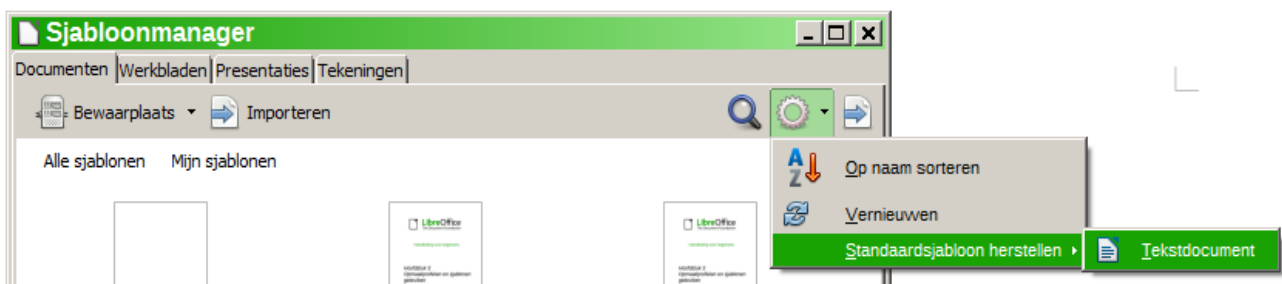 Sjabloonmanager
Documenten Werkbladen Presentaties Tekeningen
Bewaarplaats Importeren
Alle sjablonen Mijn sjablonen
Op naam sorteren
Vernieuwen
Standaardsjabloon herstellen
Tekstdocument
LibreOffice
LibreOffice